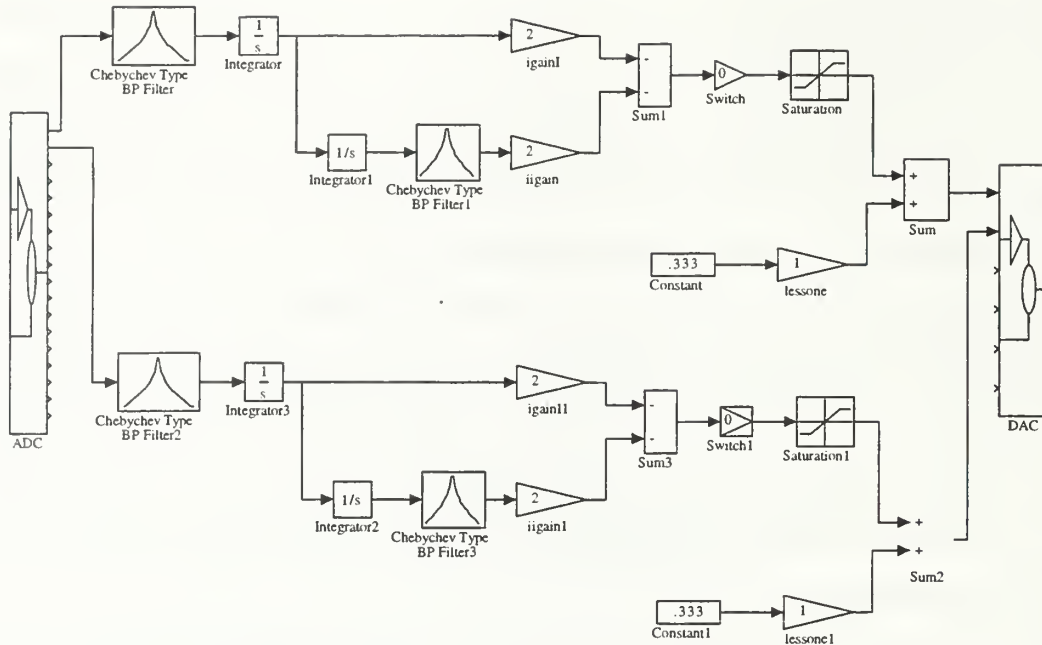 Chebychev Type
BP Filter
1
s
Integrator
2
igainI
-
-
Sum1
0
Switch
Saturation
1/s
Integrator1
Chebychev Type
BP Filter1
2
iigain
+
+
Sum
.333
Constant
1
lessone
ADC
DAC
Chebychev Type
BP Filter2
1
s
Integrator3
2
igain11
-
-
Sum3
0
Switch1
Saturation1
1/s
Integrator2
Chebychev Type
BP Filter3
2
iigain1
+
+
Sum2
.333
Constant1
1
lessone1